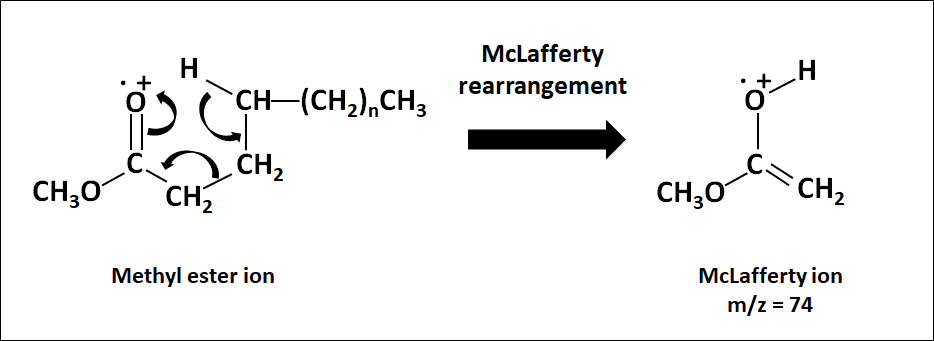 McLafferty
rearrangement
H
· +
O
CH—(CH₂)ₙCH₃
C
CH₂
CH₃O
CH₂
· +
O
H
C
CH₃O
CH₂
Methyl ester ion
McLafferty ion
m/z = 74